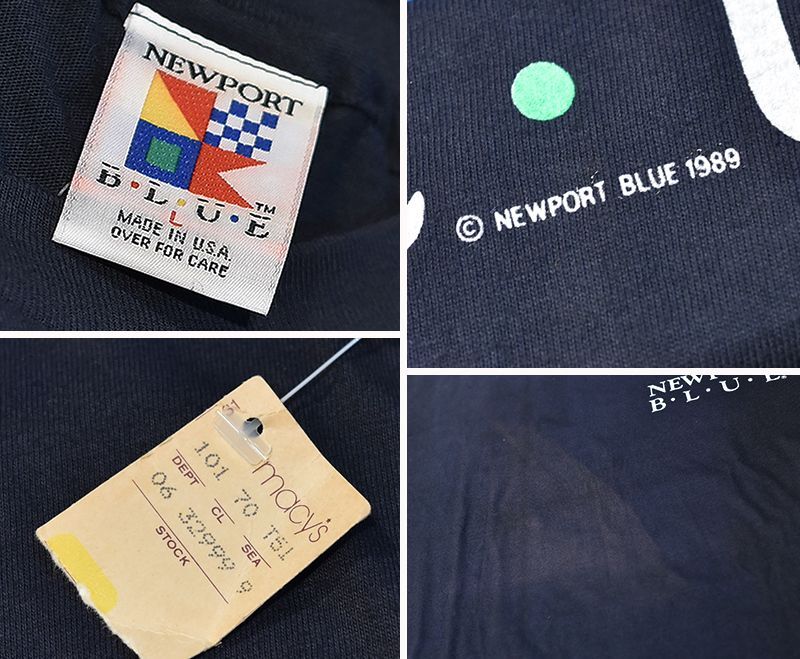 NEWPORT
B·L·U·E™
L
MADE IN U.S.A.
OVER FOR CARE
© NEWPORT BLUE 1989
macy's
101 70 T51
DEPT CL SEA
06 32999 9
STOCK
B·L·U·